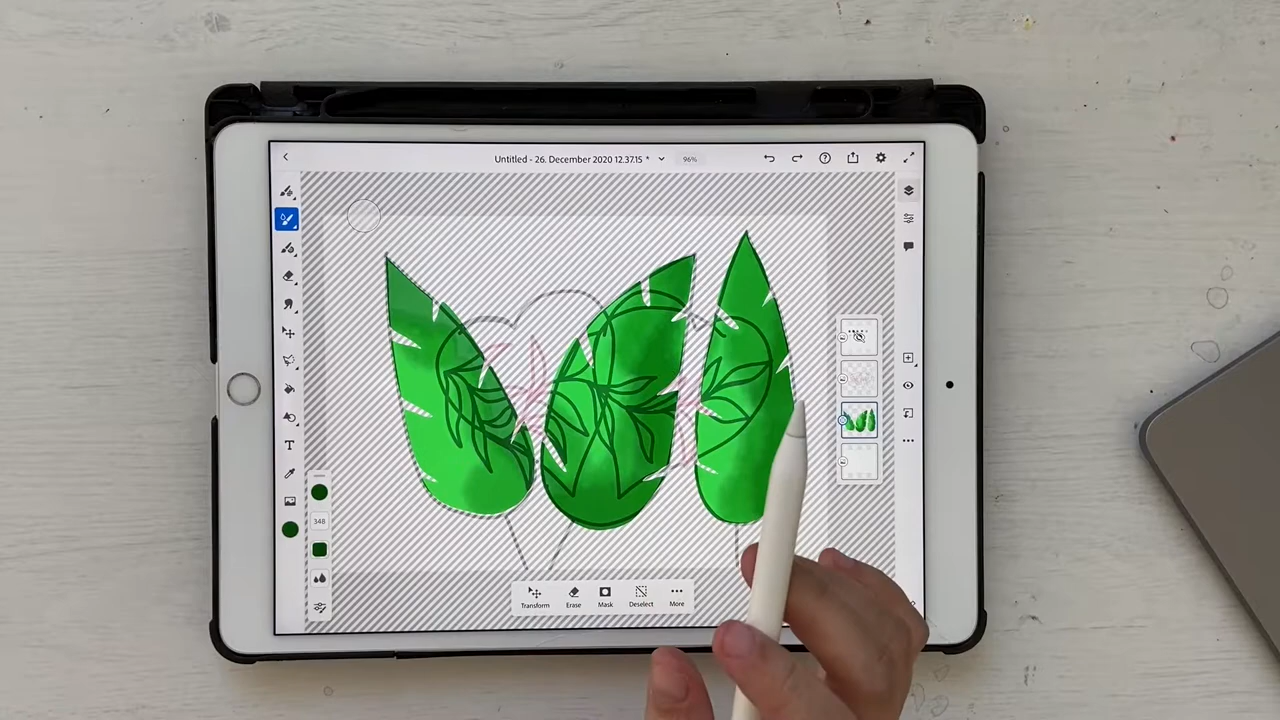 Untitled - 26. December 2020 12.37.15 *
96%
T
348
Transform
Erase
Mask
Deselect
More